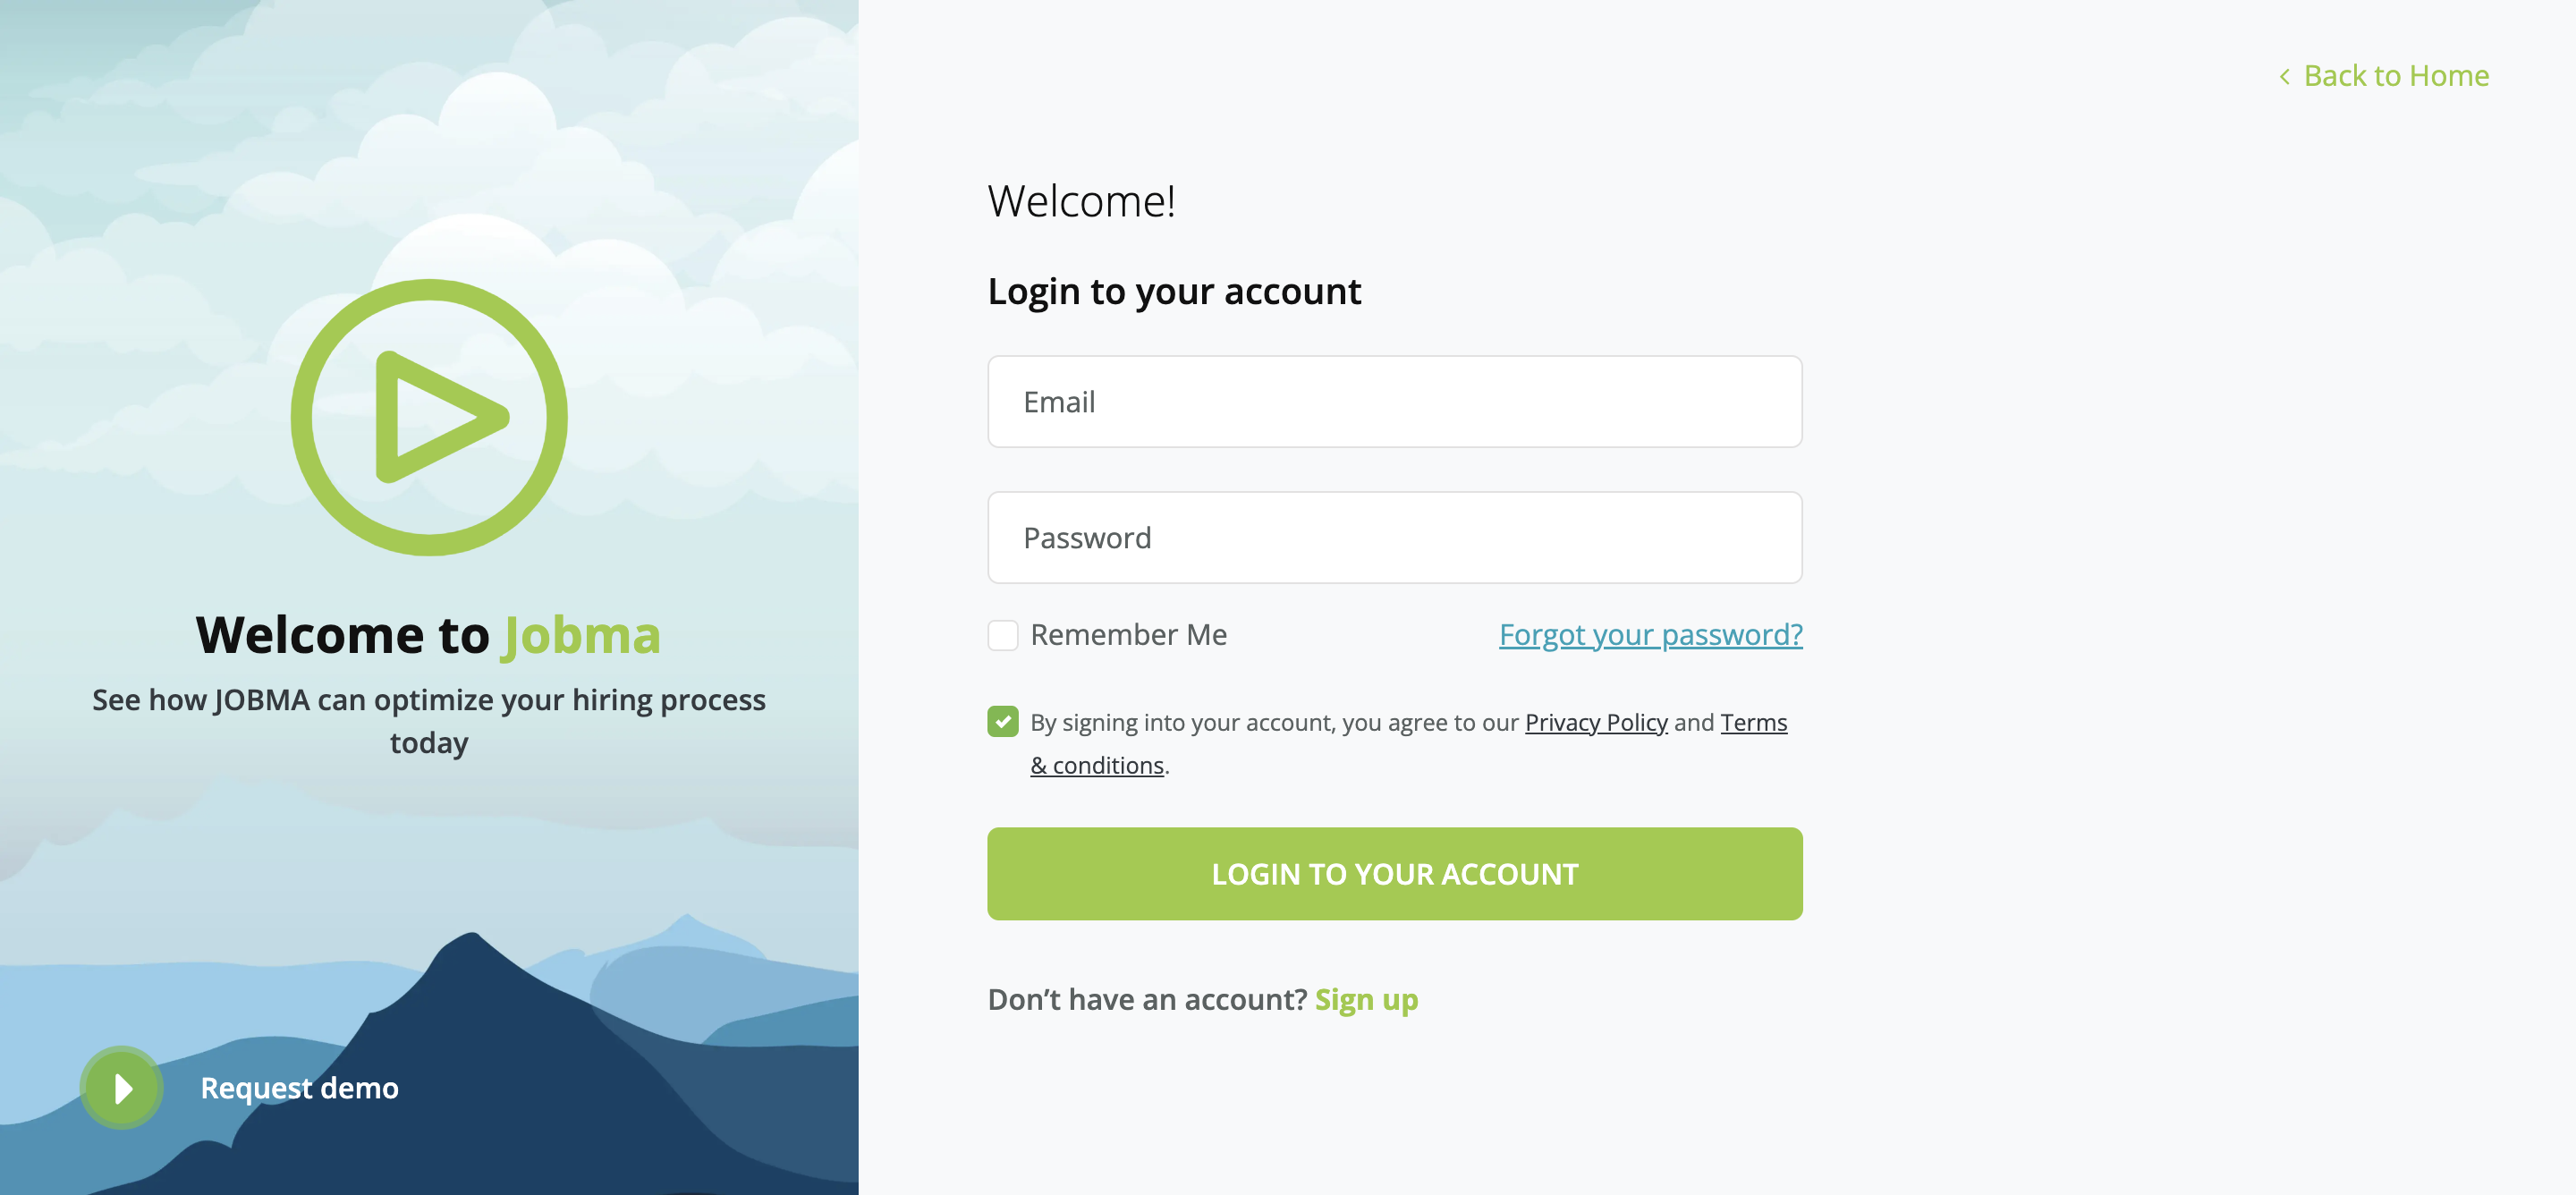 Back to Home
Welcome!
Login to your account
Email
Password
Remember Me
Forgot your password?
By signing into your account, you agree to our Privacy Policy and Terms
& conditions.
LOGIN TO YOUR ACCOUNT
Don’t have an account? Sign up
Welcome to Jobma
See how JOBMA can optimize your hiring process
today
Request demo